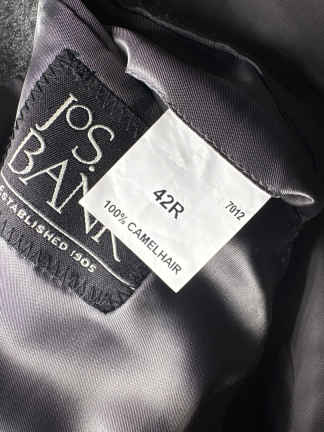 JOS.
BANK
ESTABLISHED 1905
42R
7012
100% CAMELHAIR